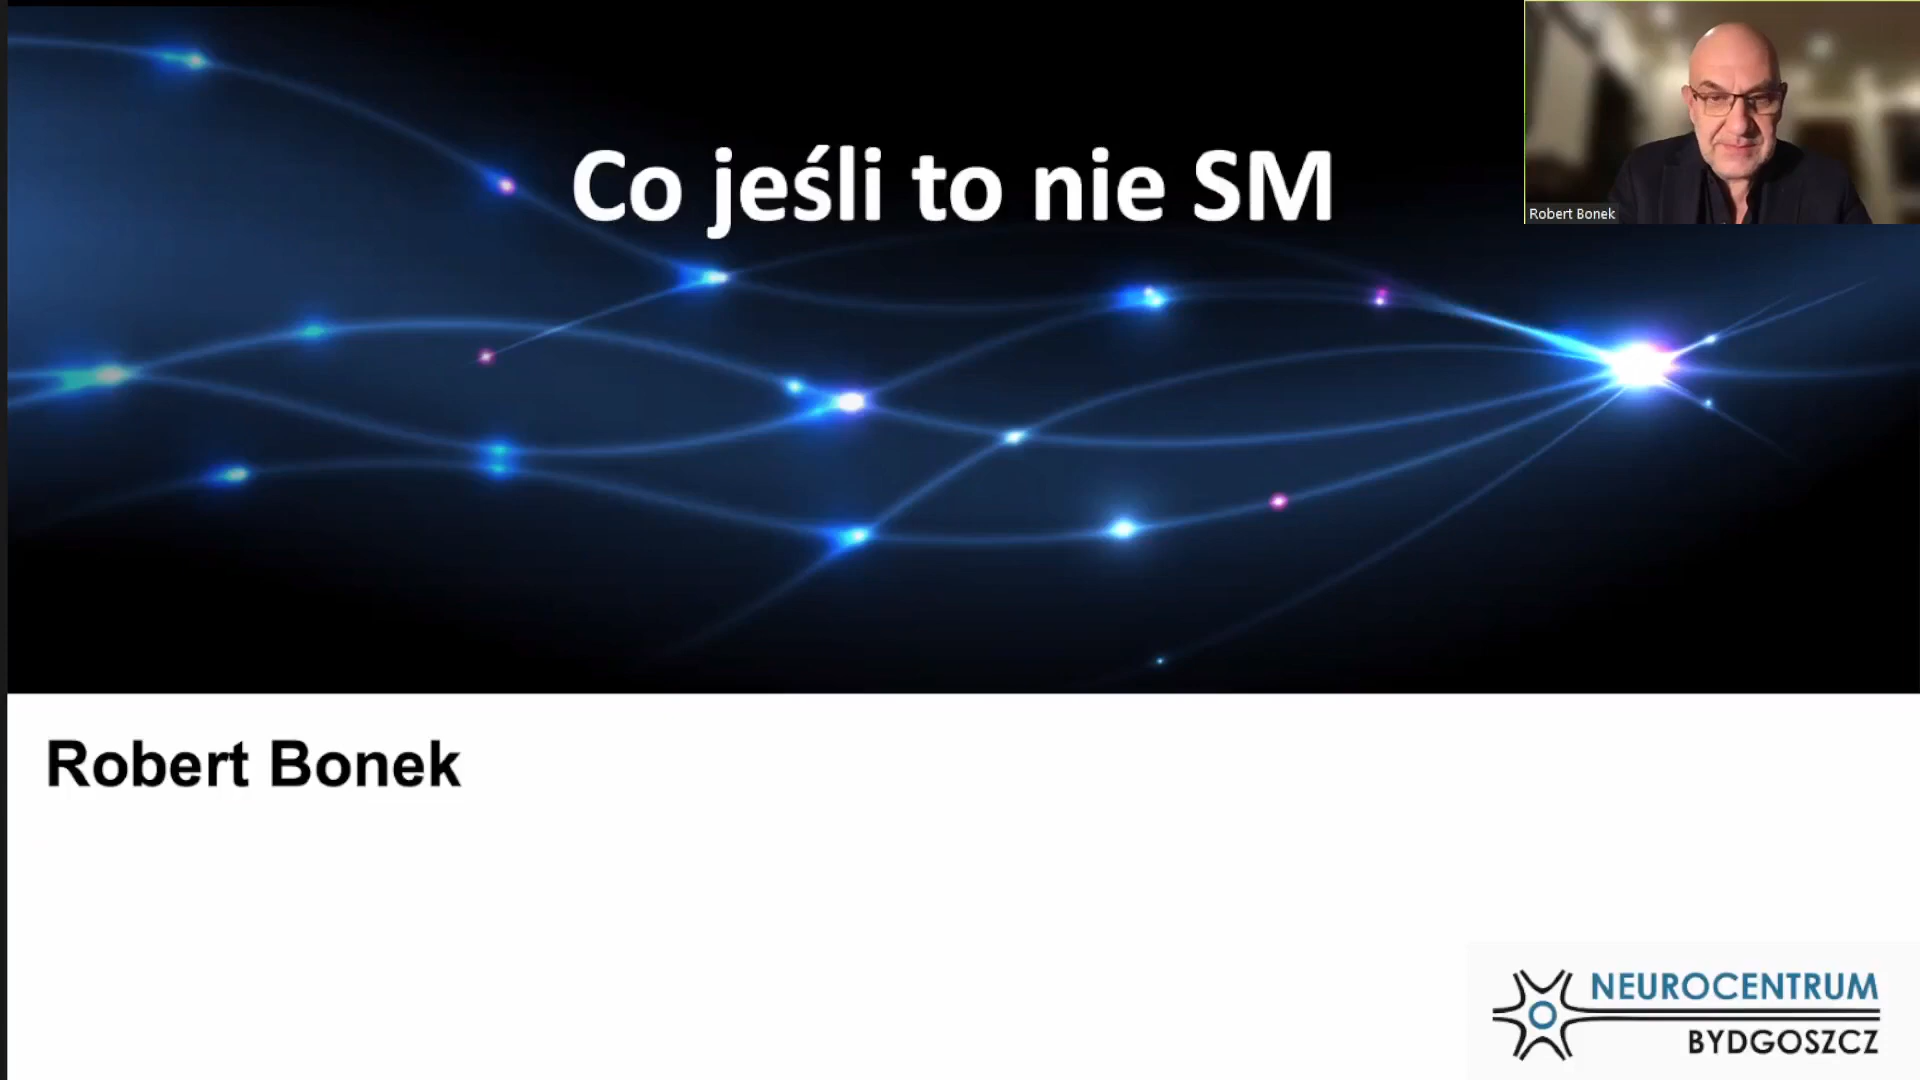 Co jeśli to nie SM
Robert Bonek
Robert Bonek
NEUROCENTRUM
BYDGOSZCZ